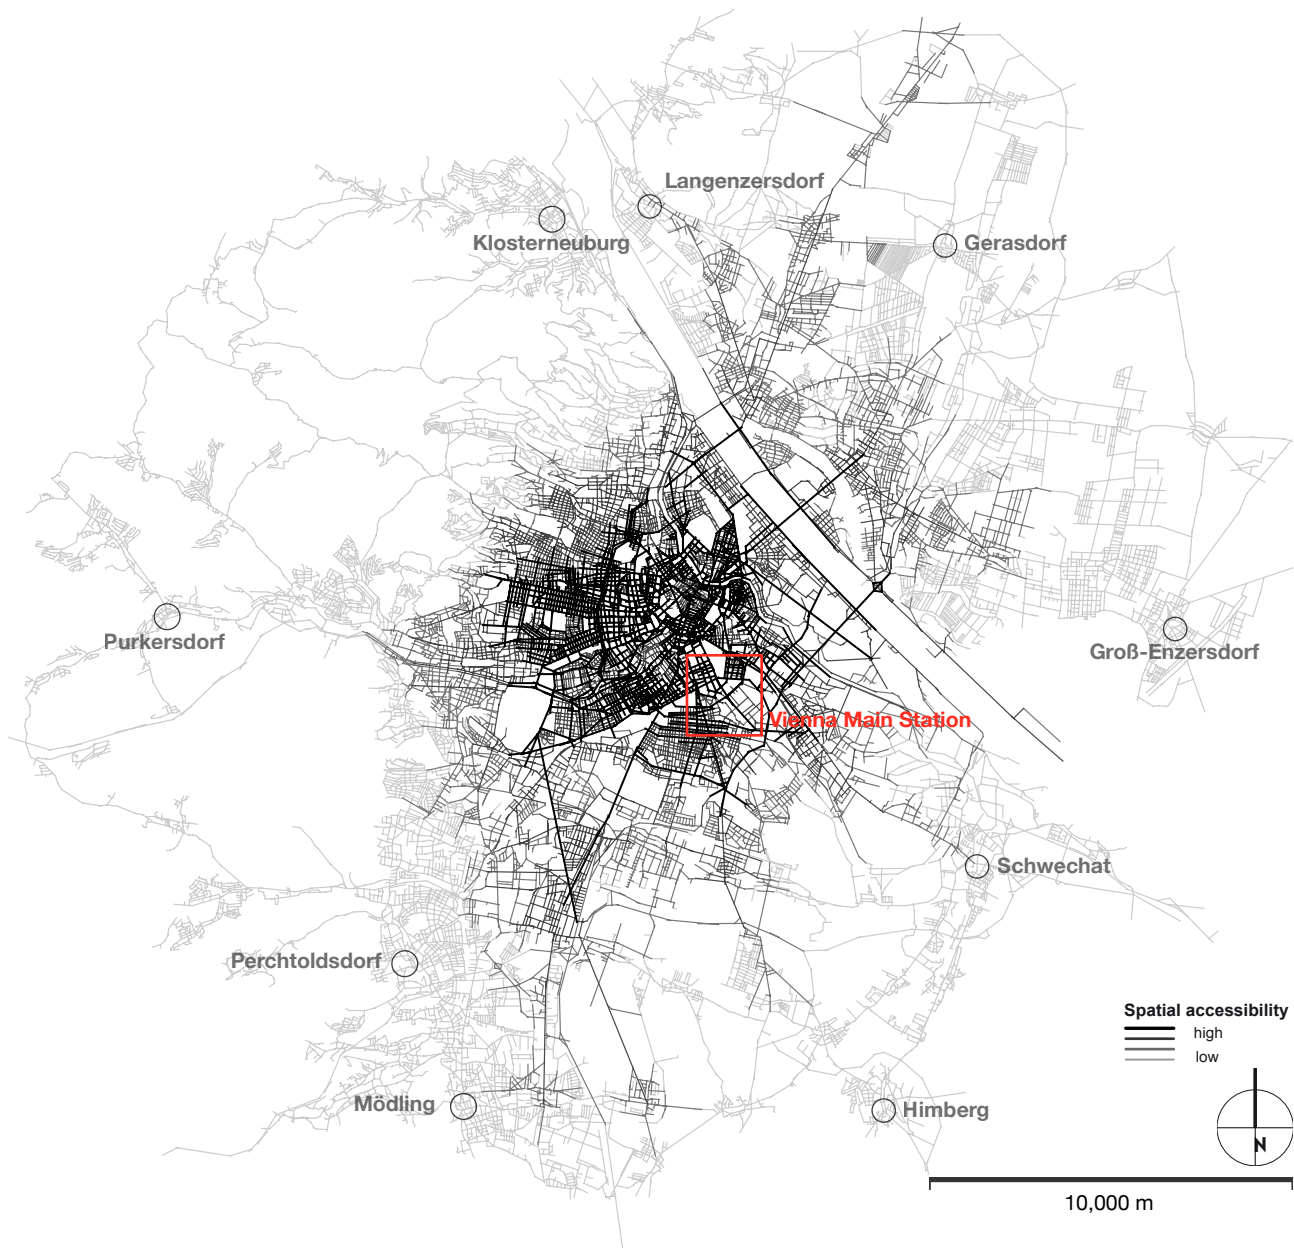 Langenzersdorf
Klosterneuburg
Gerasdorf
Purkersdorf
Groß-Enzersdorf
Vienna Main Station
Schwechat
Perchtoldsdorf
Spatial accessibility
high
low
Mödling
Himberg
N
10,000 m